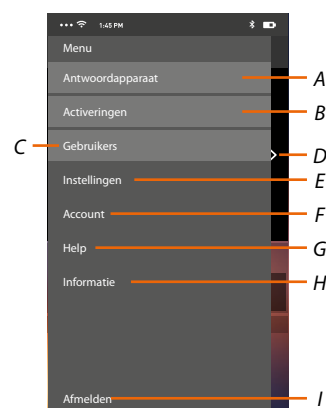 1:45 PM
Menu
Antwoordapparaat A
Activeringen B
C Gebruikers
D
Instellingen E
Account F
Help G
Informatie H
Afmelden I